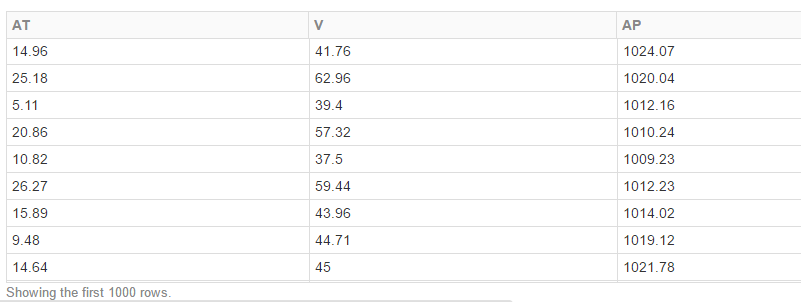 AT V AP
14.96 41.76 1024.07
25.18 62.96 1020.04
5.11 39.4 1012.16
20.86 57.32 1010.24
10.82 37.5 1009.23
26.27 59.44 1012.23
15.89 43.96 1014.02
9.48 44.71 1019.12
14.64 45 1021.78
Showing the first 1000 rows.